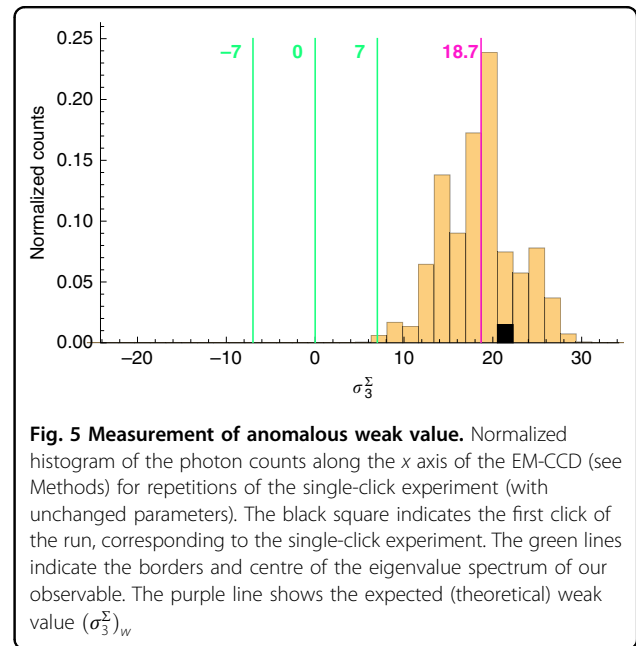 −7 0 7 18.7
0.25
0.20
0.15
0.10
0.05
0.00
Normalized counts
−20 −10 0 10 20 30
σ₃^Σ
Fig. 5 Measurement of anomalous weak value. Normalized
histogram of the photon counts along the x axis of the EM-CCD (see
Methods) for repetitions of the single-click experiment (with
unchanged parameters). The black square indicates the first click of
the run, corresponding to the single-click experiment. The green lines
indicate the borders and centre of the eigenvalue spectrum of our
observable. The purple line shows the expected (theoretical) weak
value (σ₃^Σ)_w